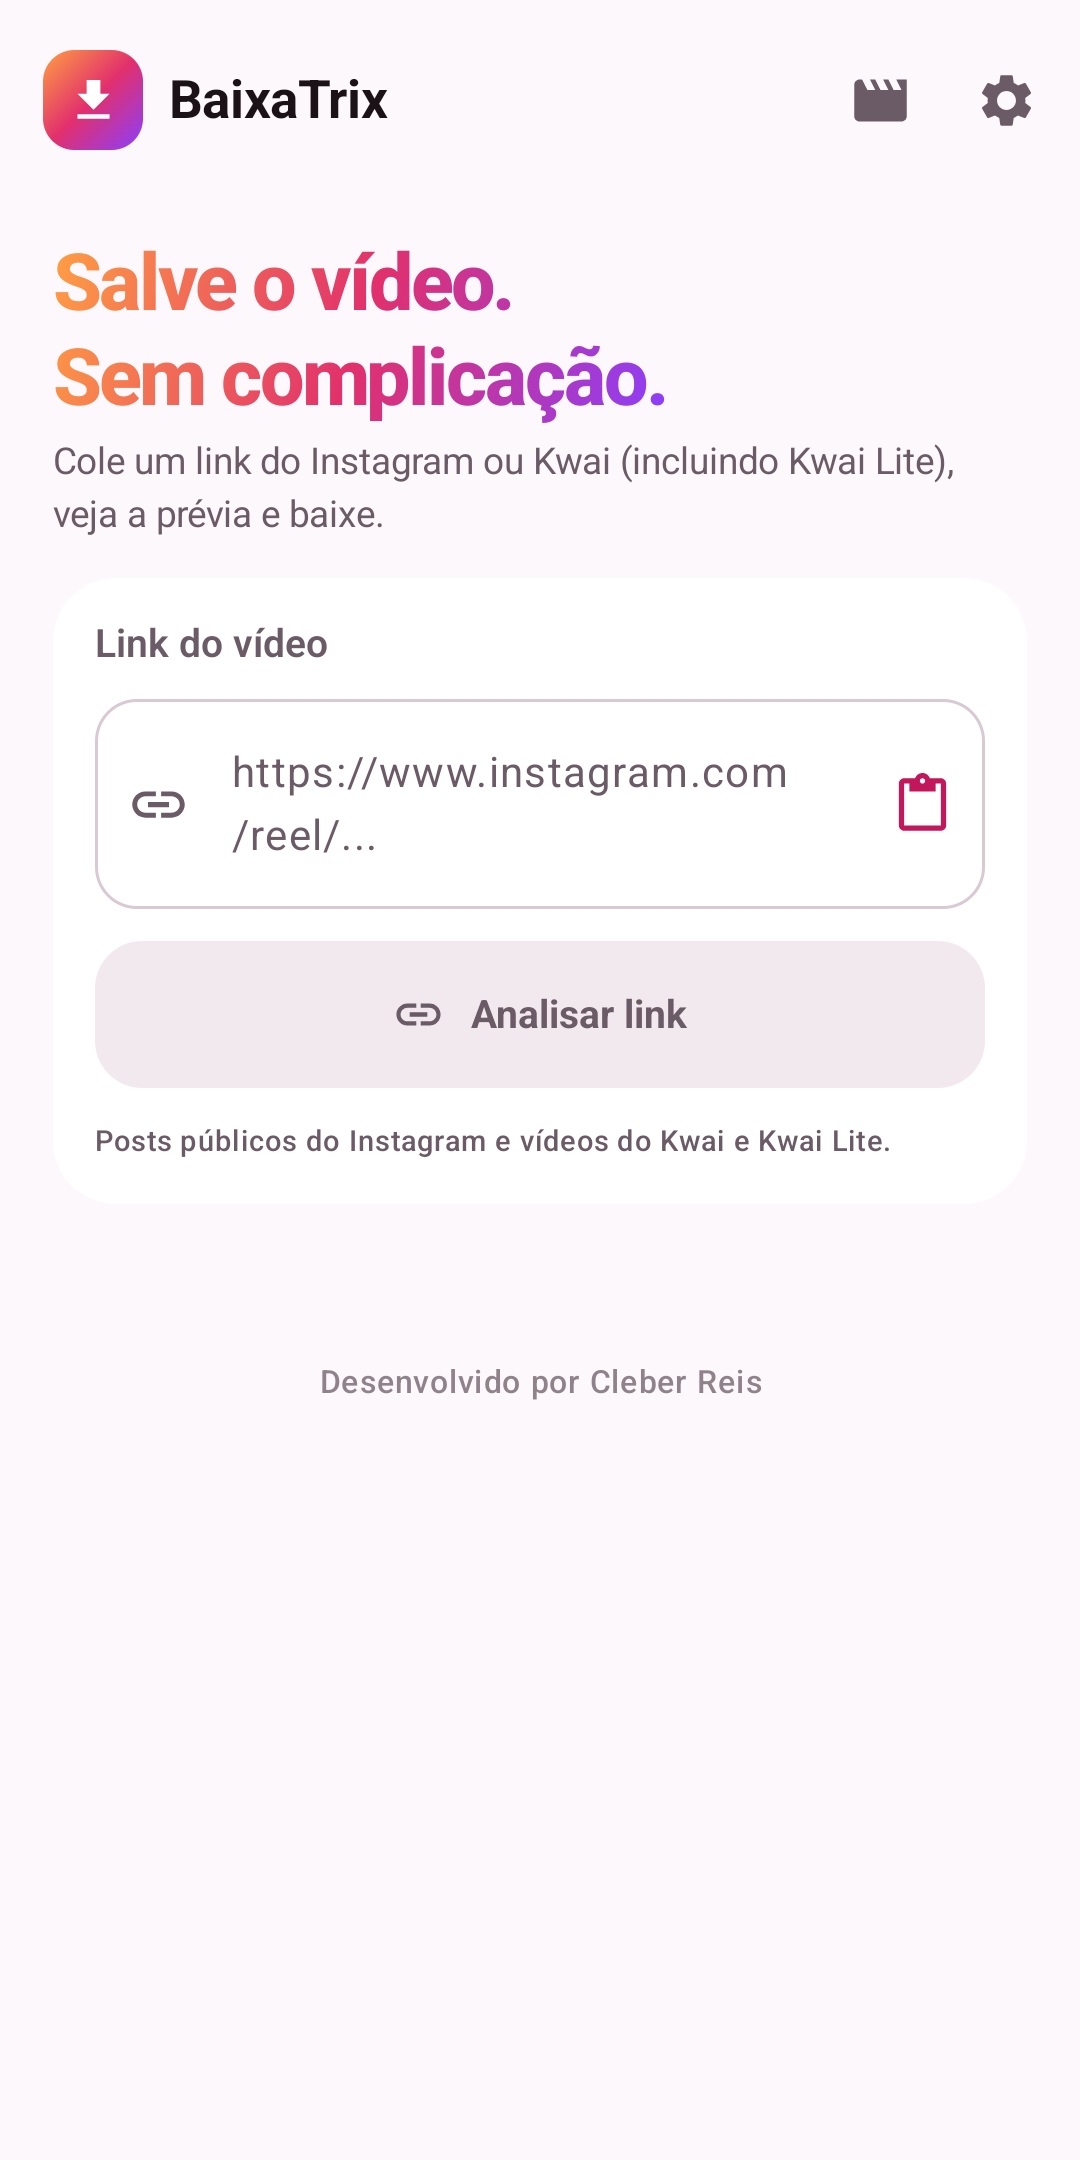 BaixaTrix
Salve o vídeo.
Sem complicação.
Cole um link do Instagram ou Kwai (incluindo Kwai Lite),
veja a prévia e baixe.
Link do vídeo
https://www.instagram.com
/reel/...
Analisar link
Posts públicos do Instagram e vídeos do Kwai e Kwai Lite.
Desenvolvido por Cleber Reis